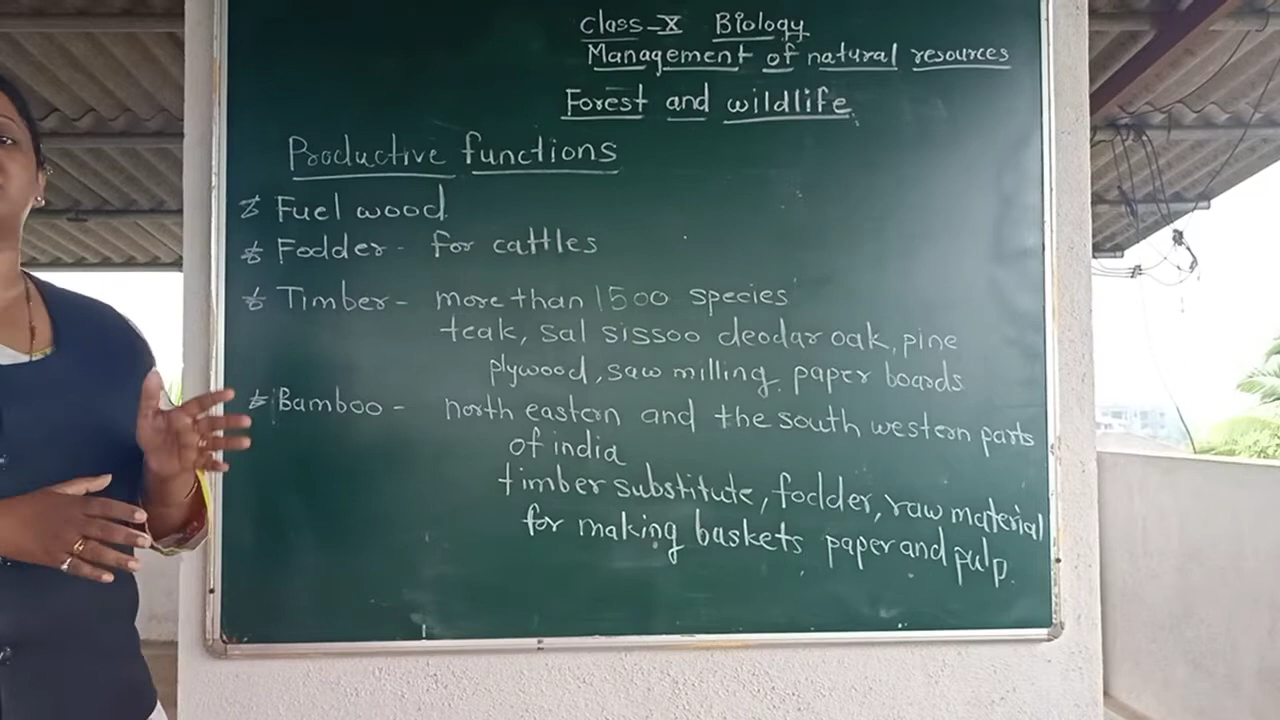 Class-X Biology
Management of natural resources
Forest and wildlife
Productive functions
* Fuel wood
* Fodder - for cattles
* Timber - more than 1500 species
teak, sal sissoo deodar oak, pine
plywood, saw milling, paper boards
* Bamboo - north eastern and the south western parts
of india
timber substitute, fodder, raw material
for making baskets paper and pulp.